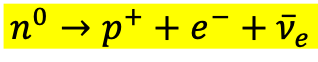 n⁰ → p⁺ + e⁻ + ν̄ₑ